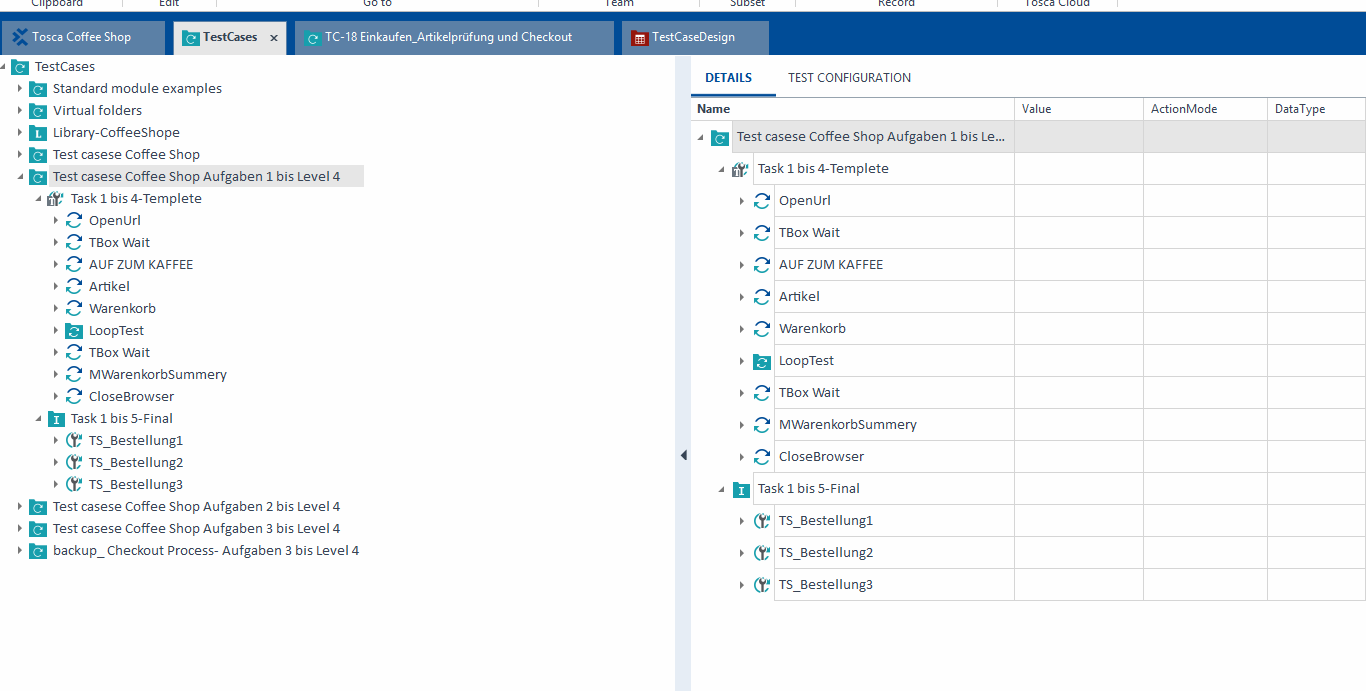 Clipboard Edit Go to Team Subset Record Tosca Cloud
Tosca Coffee Shop TestCases × TC-18 Einkaufen_Artikelprüfung und Checkout TestCaseDesign
TestCases
Standard module examples
Virtual folders
L Library-CoffeeShope
Test casese Coffee Shop
Test casese Coffee Shop Aufgaben 1 bis Level 4
Task 1 bis 4-Templete
OpenUrl
TBox Wait
AUF ZUM KAFFEE
Artikel
Warenkorb
LoopTest
TBox Wait
MWarenkorbSummery
CloseBrowser
I Task 1 bis 5-Final
TS_Bestellung1
TS_Bestellung2
TS_Bestellung3
Test casese Coffee Shop Aufgaben 2 bis Level 4
Test casese Coffee Shop Aufgaben 3 bis Level 4
backup_ Checkout Process- Aufgaben 3 bis Level 4
DETAILS TEST CONFIGURATION
Name Value ActionMode DataType
Test casese Coffee Shop Aufgaben 1 bis Le...
Task 1 bis 4-Templete
OpenUrl
TBox Wait
AUF ZUM KAFFEE
Artikel
Warenkorb
LoopTest
TBox Wait
MWarenkorbSummery
CloseBrowser
I Task 1 bis 5-Final
TS_Bestellung1
TS_Bestellung2
TS_Bestellung3